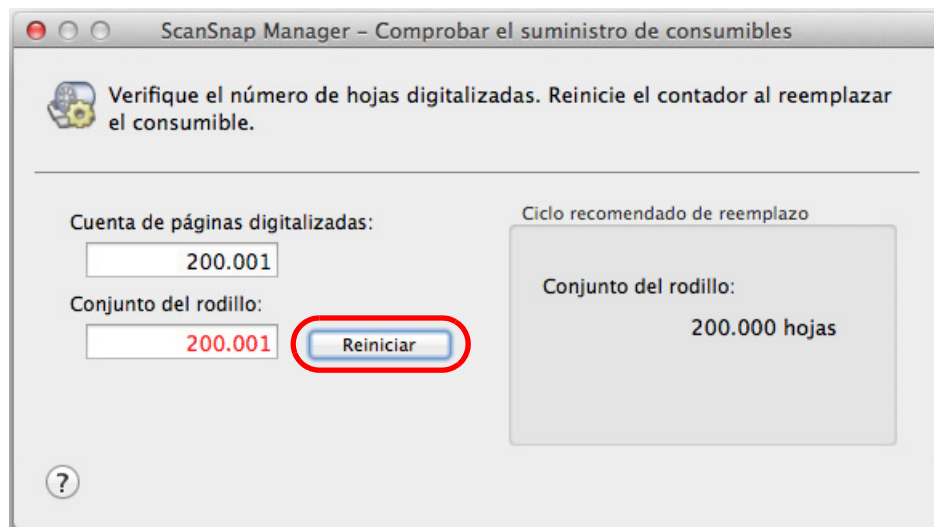 ScanSnap Manager – Comprobar el suministro de consumibles
Verifique el número de hojas digitalizadas. Reinicie el contador al reemplazar
el consumible.
Cuenta de páginas digitalizadas:
200.001
Conjunto del rodillo:
200.001
Reiniciar
Ciclo recomendado de reemplazo
Conjunto del rodillo:
200.000 hojas
?